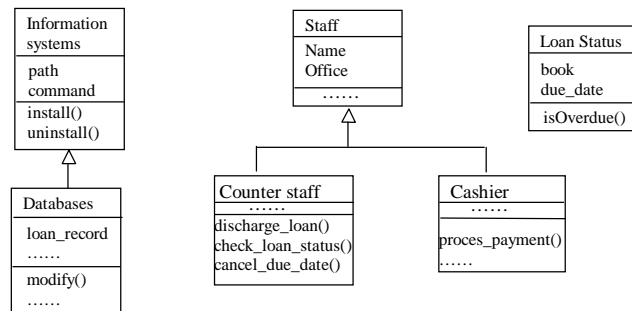 Information
systems
path
command
install()
uninstall()
Databases
loan_record
……
modify()
……
Staff
Name
Office
……
Counter staff
……
discharge_loan()
check_loan_status()
cancel_due_date()
Cashier
……
proces_payment()
……
Loan Status
book
due_date
isOverdue()